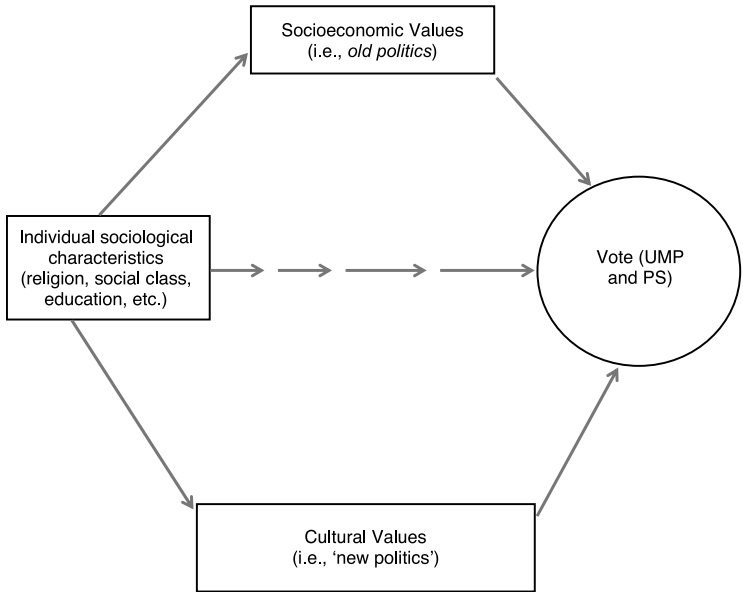 Socioeconomic Values
(i.e., old politics)
Individual sociological
characteristics
(religion, social class,
education, etc.)
Vote (UMP
and PS)
Cultural Values
(i.e., ‘new politics’)